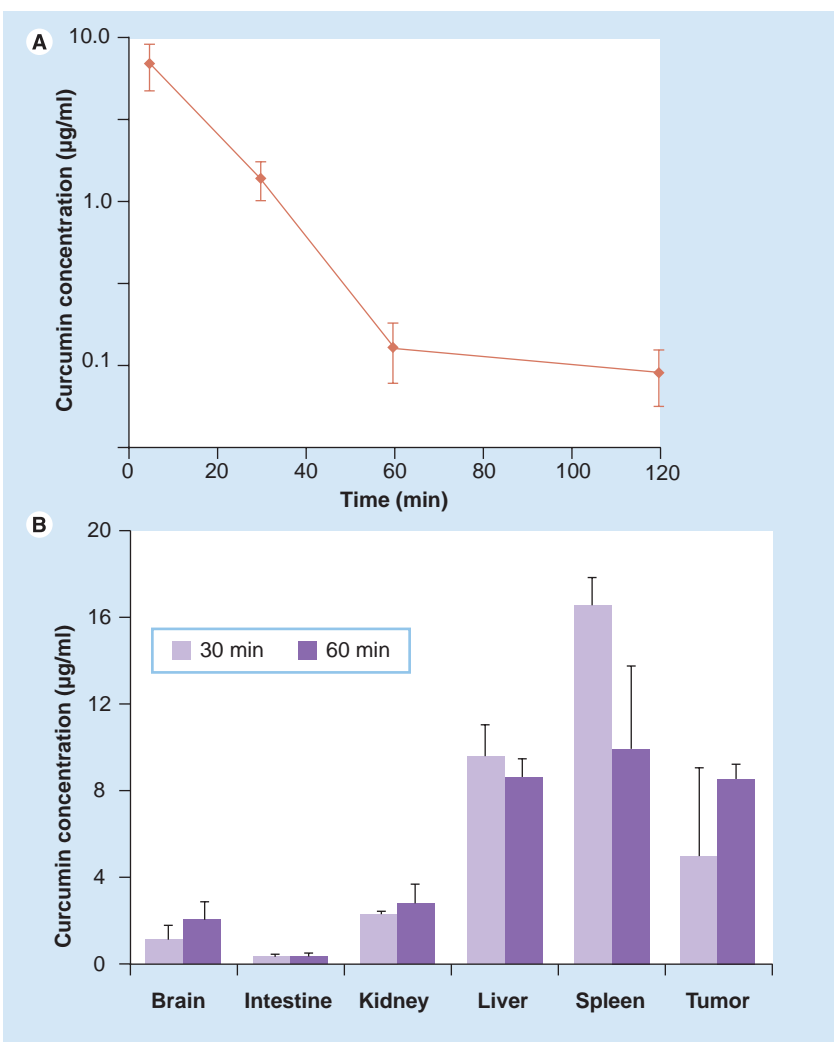 A
Curcumin concentration (µg/ml)
10.0
1.0
0.1
0 20 40 60 80 100 120
Time (min)
B
Curcumin concentration (µg/ml)
20
16
12
8
4
0
30 min 60 min
Brain Intestine Kidney Liver Spleen Tumor